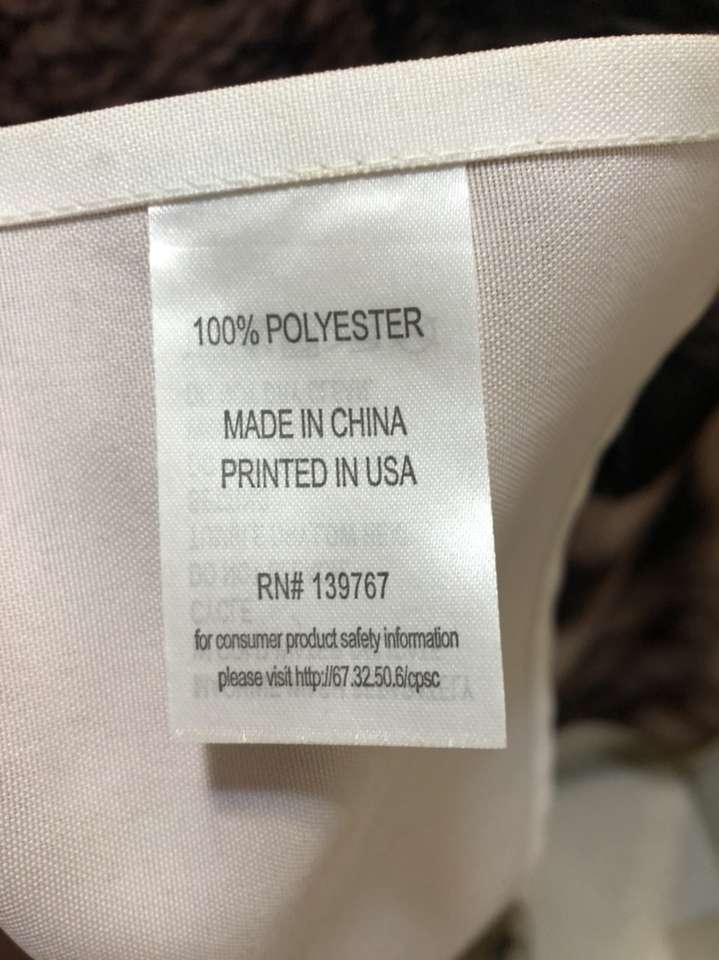 100% POLYESTER
MADE IN CHINA
PRINTED IN USA
RN# 139767
for consumer product safety information
please visit http://67.32.50.6/cpsc